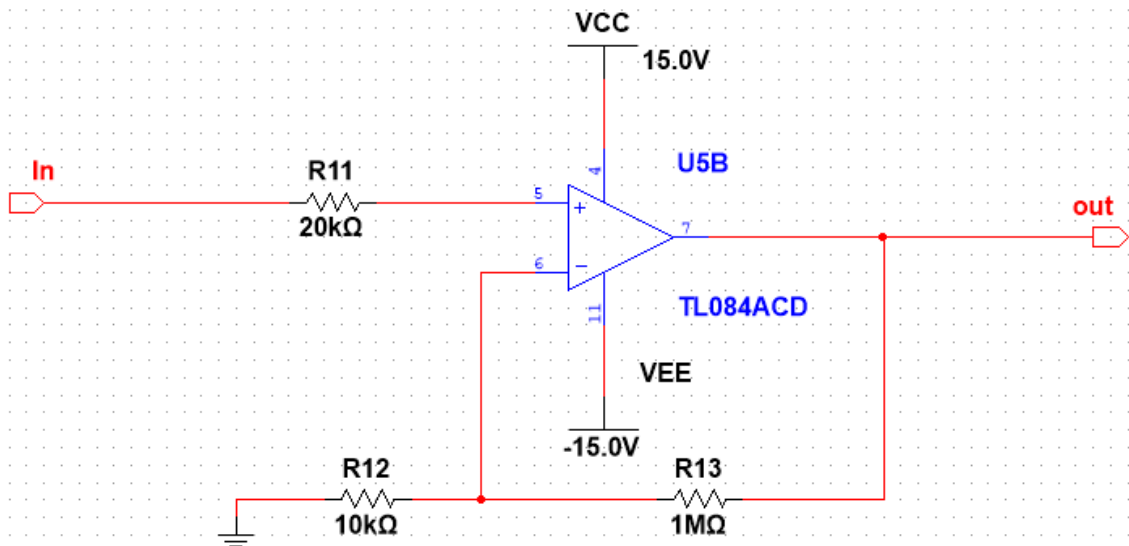 VCC
15.0V
4
U5B
In
R11
5
+
20kΩ
7
out
6
−
11
TL084ACD
VEE
-15.0V
R12
R13
10kΩ
1MΩ